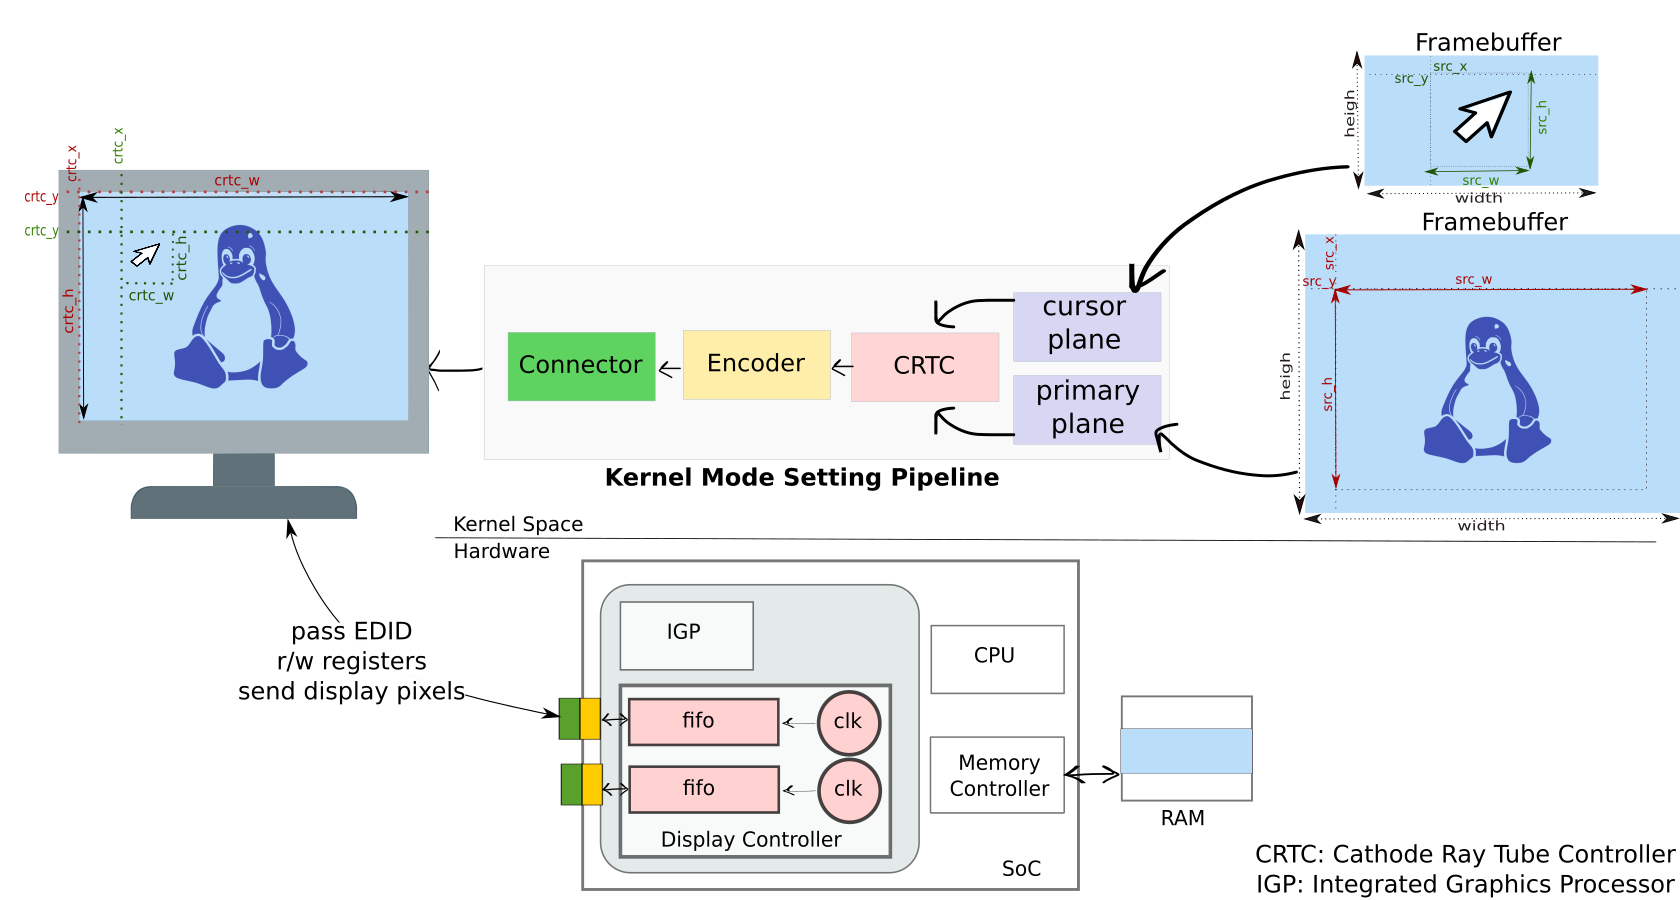 Framebuffer
src_x
src_y
heigh
src_h
src_w
width
Framebuffer
src_x
src_y
src_w
heigh
src_h
width
crtc_x
crtc_x
crtc_w
crtc_y
crtc_y
crtc_h
crtc_w
crtc_h
cursor
plane
Connector
Encoder
CRTC
primary
plane
Kernel Mode Setting Pipeline
Kernel Space
Hardware
pass EDID
r/w registers
send display pixels
IGP
CPU
fifo
clk
fifo
clk
Display Controller
Memory
Controller
SoC
RAM
CRTC: Cathode Ray Tube Controller
IGP: Integrated Graphics Processor